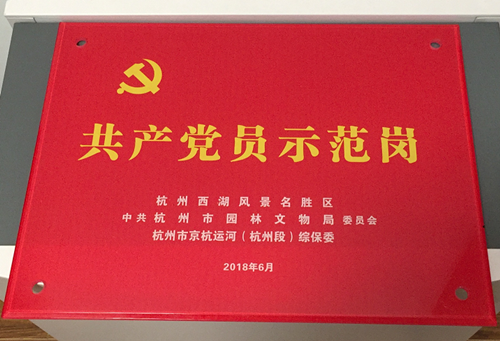 共产党员示范岗
杭州西湖风景名胜区
中共杭州市园林文物局委员会
杭州市京杭运河（杭州段）综保委
2018年6月